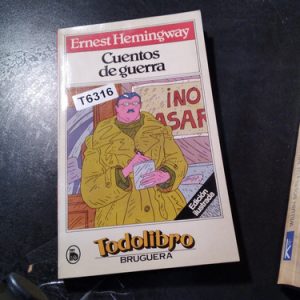 Ernest Hemingway
Cuentos
de guerra
T6316
¡NO
ASAR
Edición
ilustrada
Todolibro
BRUGUERA